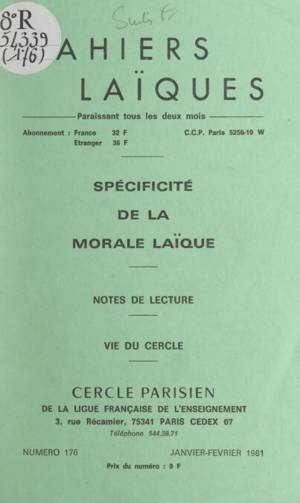 8° R
54339
(176)
CAHIERS
LAÏQUES
Paraissant tous les deux mois
Abonnement : France 32 F C.C.P. Paris 5256-10 W
Etranger 36 F
SPÉCIFICITÉ
DE LA
MORALE LAÏQUE
NOTES DE LECTURE
VIE DU CERCLE
CERCLE PARISIEN
DE LA LIGUE FRANÇAISE DE L'ENSEIGNEMENT
3, rue Récamier, 75341 PARIS CEDEX 07
Téléphone 544.38.71
NUMERO 176 JANVIER-FEVRIER 1981
Prix du numéro : 9 F